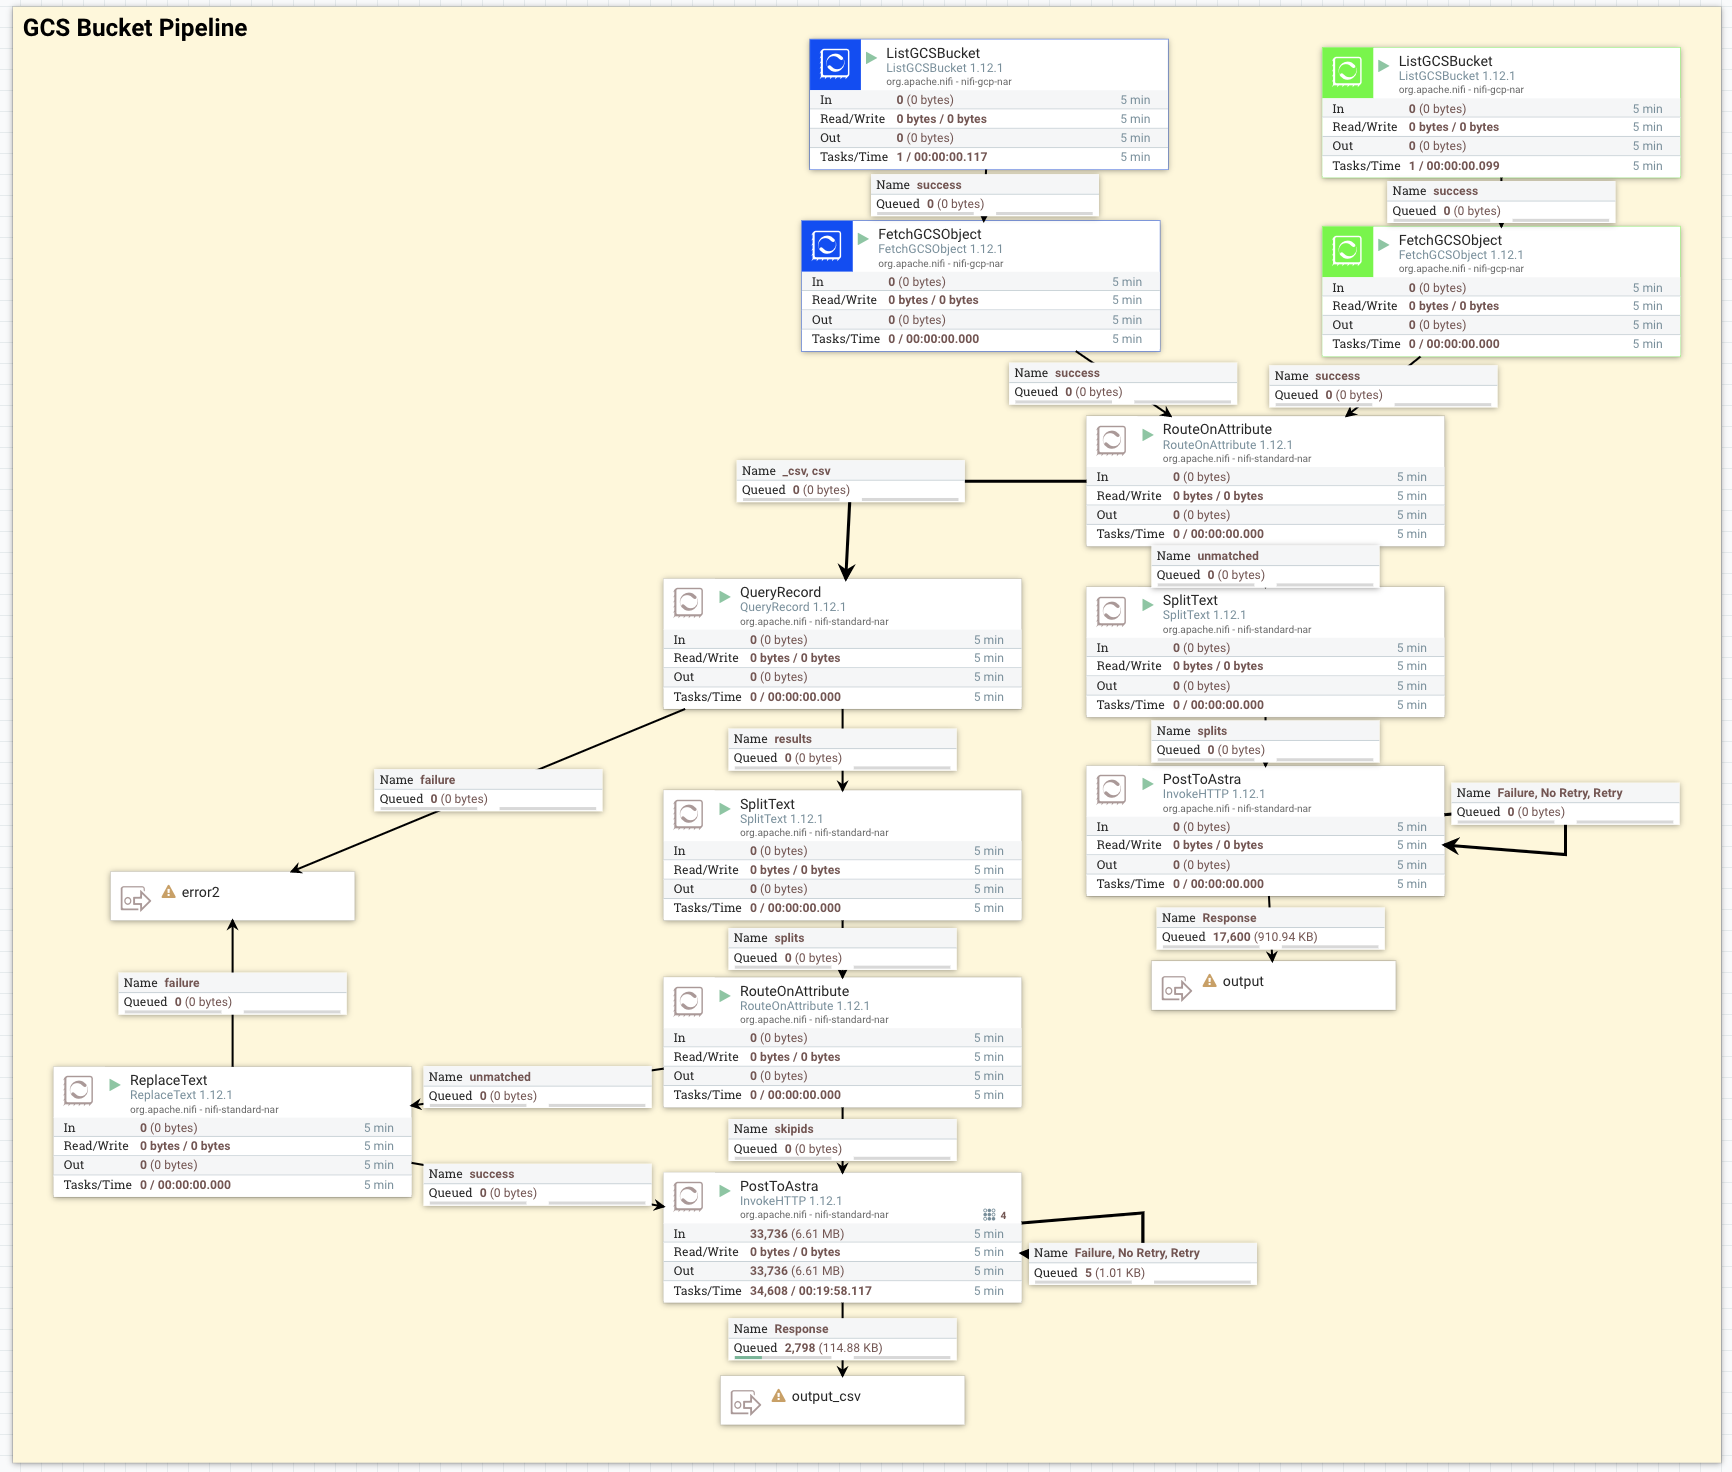 GCS Bucket Pipeline
ListGCSBucket
ListGCSBucket 1.12.1
org.apache.nifi - nifi-gcp-nar
In 0 (0 bytes) 5 min
Read/Write 0 bytes / 0 bytes 5 min
Out 0 (0 bytes) 5 min
Tasks/Time 1 / 00:00:00.117 5 min
Name success
Queued 0 (0 bytes)
FetchGCSObject
FetchGCSObject 1.12.1
org.apache.nifi - nifi-gcp-nar
In 0 (0 bytes) 5 min
Read/Write 0 bytes / 0 bytes 5 min
Out 0 (0 bytes) 5 min
Tasks/Time 0 / 00:00:00.000 5 min
Name success
Queued 0 (0 bytes)
ListGCSBucket
ListGCSBucket 1.12.1
org.apache.nifi - nifi-gcp-nar
In 0 (0 bytes) 5 min
Read/Write 0 bytes / 0 bytes 5 min
Out 0 (0 bytes) 5 min
Tasks/Time 1 / 00:00:00.099 5 min
Name success
Queued 0 (0 bytes)
FetchGCSObject
FetchGCSObject 1.12.1
org.apache.nifi - nifi-gcp-nar
In 0 (0 bytes) 5 min
Read/Write 0 bytes / 0 bytes 5 min
Out 0 (0 bytes) 5 min
Tasks/Time 0 / 00:00:00.000 5 min
Name success
Queued 0 (0 bytes)
RouteOnAttribute
RouteOnAttribute 1.12.1
org.apache.nifi - nifi-standard-nar
In 0 (0 bytes) 5 min
Read/Write 0 bytes / 0 bytes 5 min
Out 0 (0 bytes) 5 min
Tasks/Time 0 / 00:00:00.000 5 min
Name _csv, csv
Queued 0 (0 bytes)
Name unmatched
Queued 0 (0 bytes)
QueryRecord
QueryRecord 1.12.1
org.apache.nifi - nifi-standard-nar
In 0 (0 bytes) 5 min
Read/Write 0 bytes / 0 bytes 5 min
Out 0 (0 bytes) 5 min
Tasks/Time 0 / 00:00:00.000 5 min
SplitText
SplitText 1.12.1
org.apache.nifi - nifi-standard-nar
In 0 (0 bytes) 5 min
Read/Write 0 bytes / 0 bytes 5 min
Out 0 (0 bytes) 5 min
Tasks/Time 0 / 00:00:00.000 5 min
Name splits
Queued 0 (0 bytes)
PostToAstra
InvokeHTTP 1.12.1
org.apache.nifi - nifi-standard-nar
In 0 (0 bytes) 5 min
Read/Write 0 bytes / 0 bytes 5 min
Out 0 (0 bytes) 5 min
Tasks/Time 0 / 00:00:00.000 5 min
Name Failure, No Retry, Retry
Queued 0 (0 bytes)
Name Response
Queued 17,600 (910.94 KB)
output
Name results
Queued 0 (0 bytes)
Name failure
Queued 0 (0 bytes)
SplitText
SplitText 1.12.1
org.apache.nifi - nifi-standard-nar
In 0 (0 bytes) 5 min
Read/Write 0 bytes / 0 bytes 5 min
Out 0 (0 bytes) 5 min
Tasks/Time 0 / 00:00:00.000 5 min
error2
Name splits
Queued 0 (0 bytes)
Name failure
Queued 0 (0 bytes)
RouteOnAttribute
RouteOnAttribute 1.12.1
org.apache.nifi - nifi-standard-nar
In 0 (0 bytes) 5 min
Read/Write 0 bytes / 0 bytes 5 min
Out 0 (0 bytes) 5 min
Tasks/Time 0 / 00:00:00.000 5 min
Name unmatched
Queued 0 (0 bytes)
ReplaceText
ReplaceText 1.12.1
org.apache.nifi - nifi-standard-nar
In 0 (0 bytes) 5 min
Read/Write 0 bytes / 0 bytes 5 min
Out 0 (0 bytes) 5 min
Tasks/Time 0 / 00:00:00.000 5 min
Name skipids
Queued 0 (0 bytes)
Name success
Queued 0 (0 bytes)
PostToAstra
InvokeHTTP 1.12.1
org.apache.nifi - nifi-standard-nar
4
In 33,736 (6.61 MB) 5 min
Read/Write 0 bytes / 0 bytes 5 min
Out 33,736 (6.61 MB) 5 min
Tasks/Time 34,608 / 00:19:58.117 5 min
Name Failure, No Retry, Retry
Queued 5 (1.01 KB)
Name Response
Queued 2,798 (114.88 KB)
output_csv